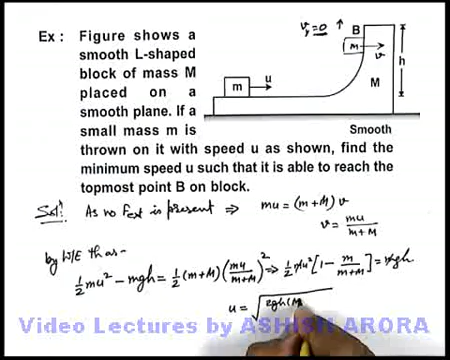 Ex : Figure shows a
smooth L-shaped
block of mass M
placed on a
smooth plane. If a
small mass m is
thrown on it with speed u as shown, find the
minimum speed u such that it is able to reach the
topmost point B on block.
v_y=0 ↑ B
m → v
h
M
m → u
Smooth
Sol: As no Fext is present ⇒ mu = (m+M) v
v = mu/(m+M)
by W/E thm-
1/2 mu² - mgh = 1/2 (m+M) (mu/(m+M))² ⇒ 1/2 mu² [1 - m/(m+M)] = mgh
u = √(2gh(M
Video Lectures by ASHISH ARORA